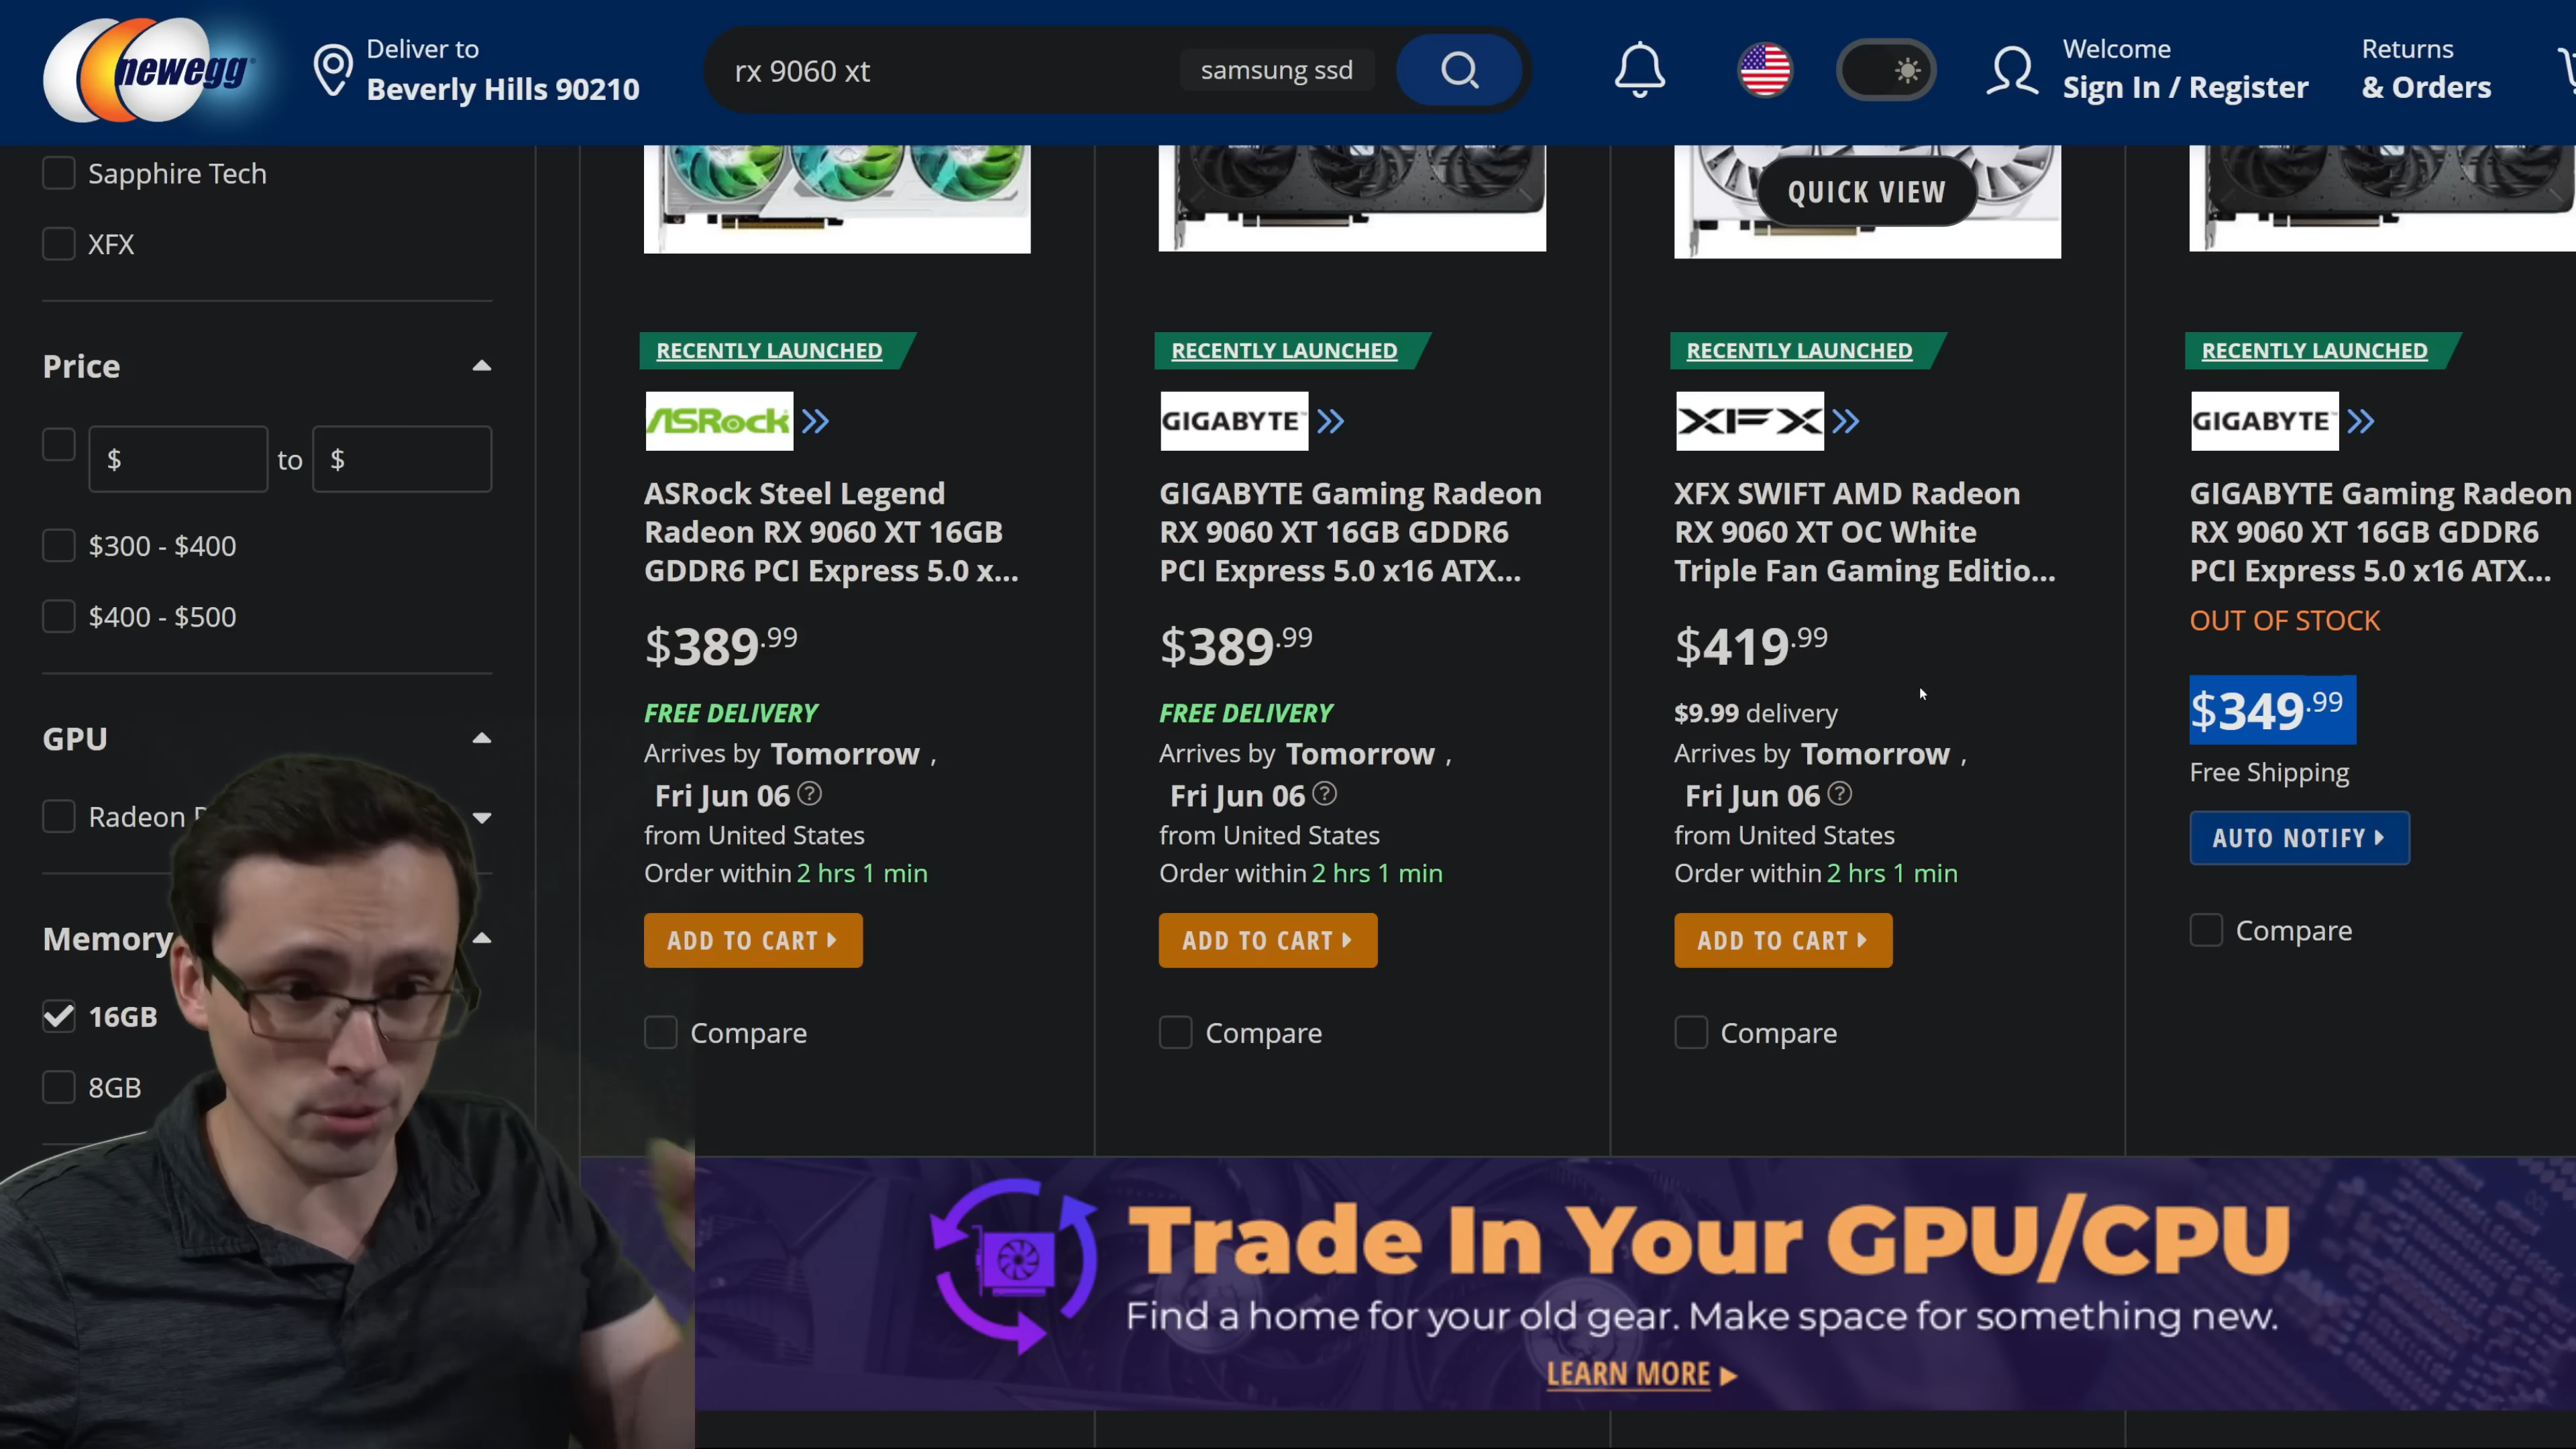 newegg
Deliver to
Beverly Hills 90210
rx 9060 xt
samsung ssd
Welcome
Sign In / Register
Returns
& Orders
Sapphire Tech
XFX
Price
$
to
$
$300 - $400
$400 - $500
GPU
Radeon
Memory
16GB
8GB
RECENTLY LAUNCHED
ASRock
ASRock Steel Legend
Radeon RX 9060 XT 16GB
GDDR6 PCI Express 5.0 x...
$389.99
FREE DELIVERY
Arrives by Tomorrow ,
Fri Jun 06 ?
from United States
Order within 2 hrs 1 min
ADD TO CART
Compare
RECENTLY LAUNCHED
GIGABYTE
GIGABYTE Gaming Radeon
RX 9060 XT 16GB GDDR6
PCI Express 5.0 x16 ATX...
$389.99
FREE DELIVERY
Arrives by Tomorrow ,
Fri Jun 06 ?
from United States
Order within 2 hrs 1 min
ADD TO CART
Compare
QUICK VIEW
RECENTLY LAUNCHED
XFX
XFX SWIFT AMD Radeon
RX 9060 XT OC White
Triple Fan Gaming Editio...
$419.99
$9.99 delivery
Arrives by Tomorrow ,
Fri Jun 06 ?
from United States
Order within 2 hrs 1 min
ADD TO CART
Compare
RECENTLY LAUNCHED
GIGABYTE
GIGABYTE Gaming Radeon
RX 9060 XT 16GB GDDR6
PCI Express 5.0 x16 ATX...
OUT OF STOCK
$349.99
Free Shipping
AUTO NOTIFY
Compare
Trade In Your GPU/CPU
Find a home for your old gear. Make space for something new.
LEARN MORE